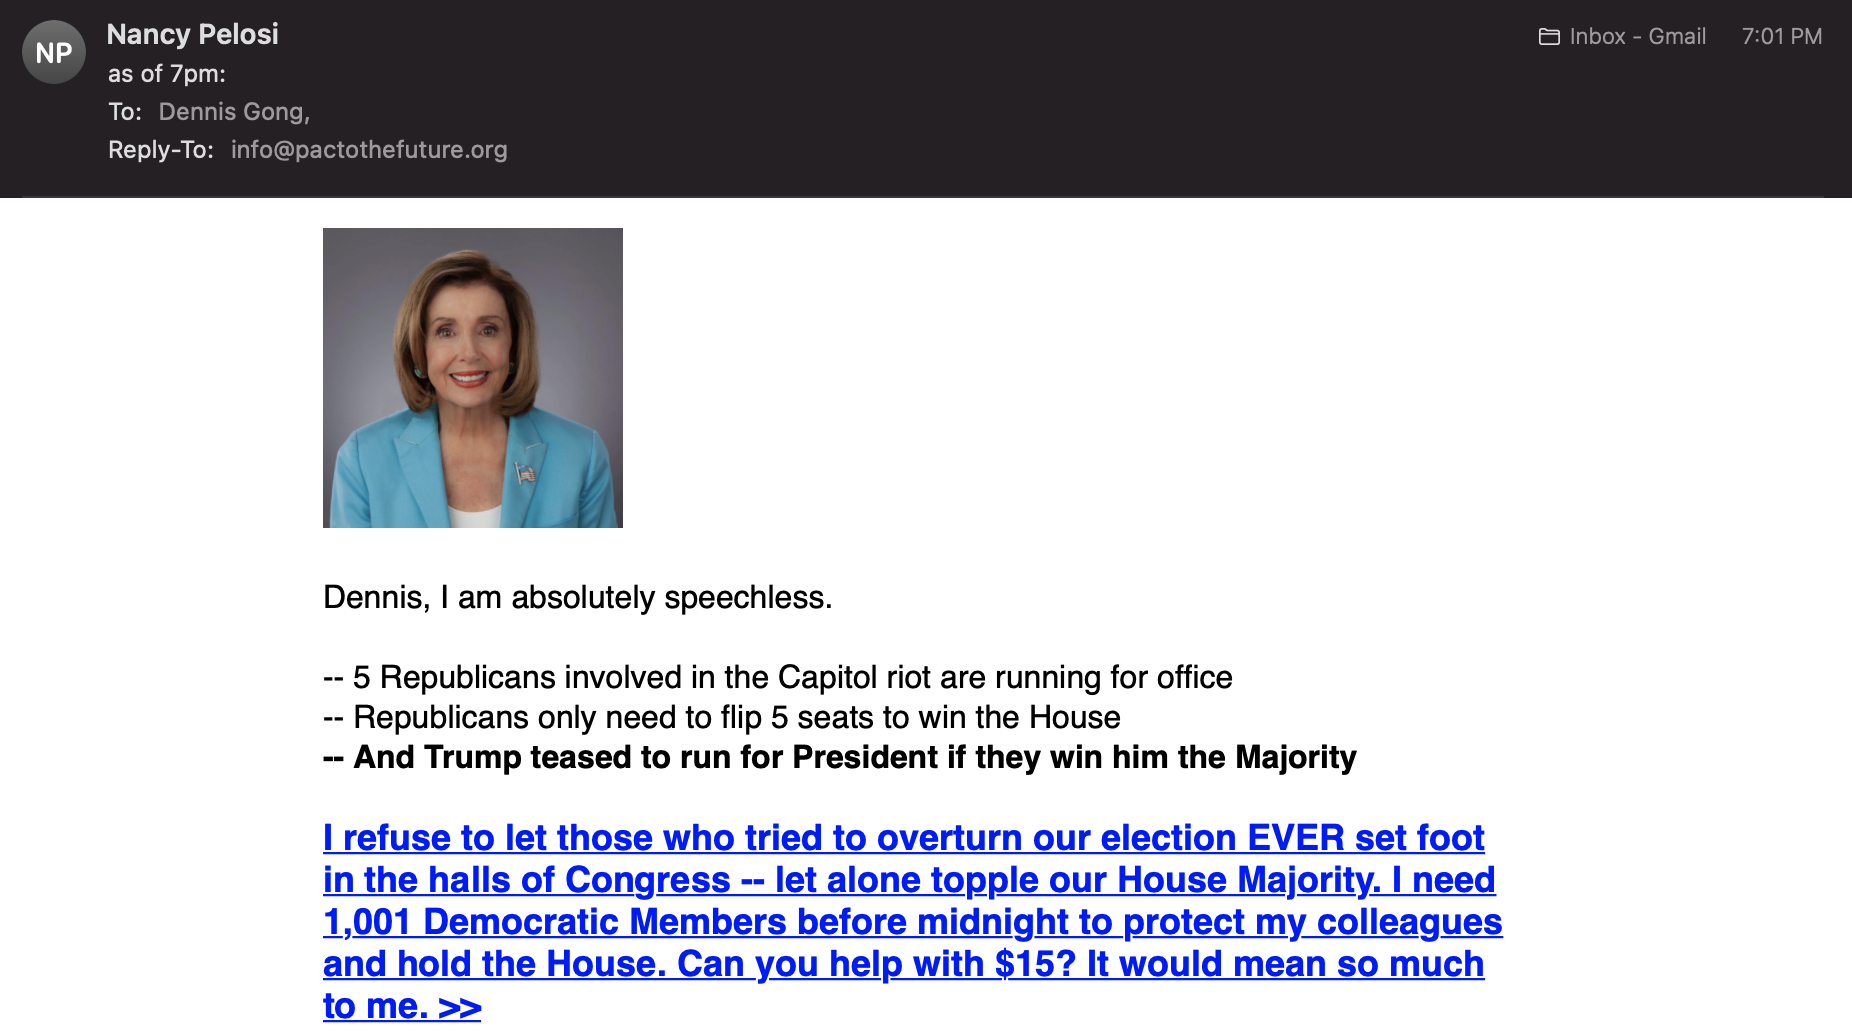 NP
Nancy Pelosi
Inbox - Gmail 7:01 PM
as of 7pm:
To: Dennis Gong,
Reply-To: info@pactothefuture.org
Dennis, I am absolutely speechless.
-- 5 Republicans involved in the Capitol riot are running for office
-- Republicans only need to flip 5 seats to win the House
-- And Trump teased to run for President if they win him the Majority
I refuse to let those who tried to overturn our election EVER set foot
in the halls of Congress -- let alone topple our House Majority. I need
1,001 Democratic Members before midnight to protect my colleagues
and hold the House. Can you help with $15? It would mean so much
to me. >>